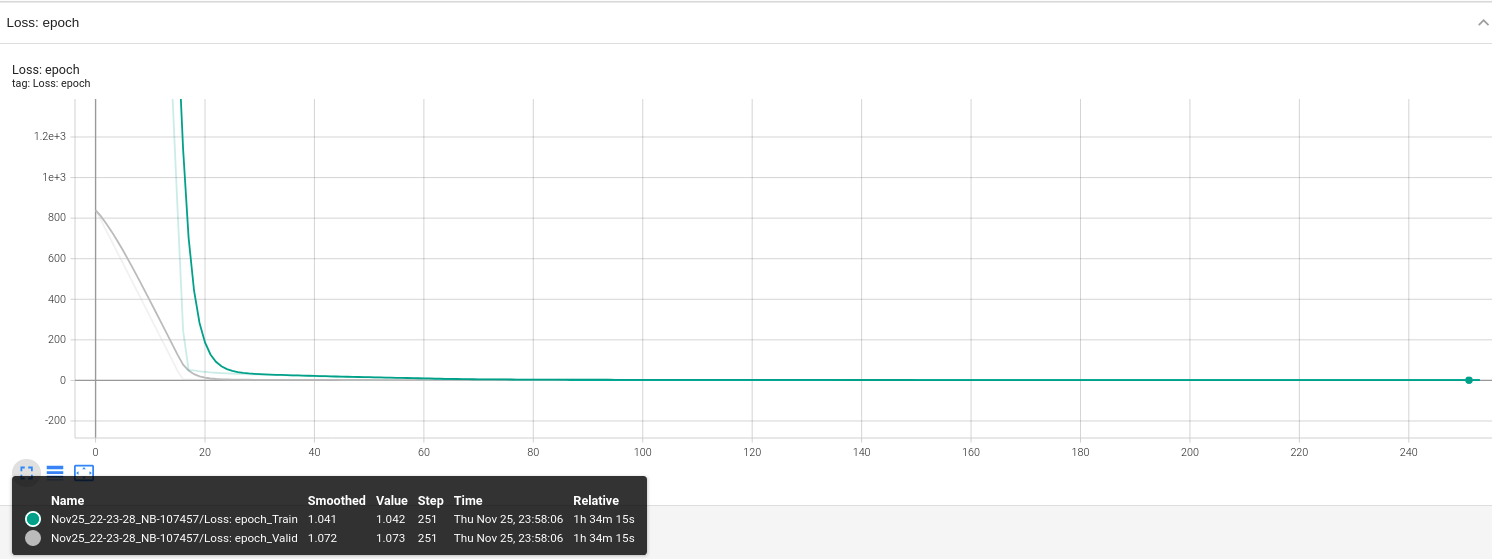 Loss: epoch
Loss: epoch
tag: Loss: epoch
1.2e+3
1e+3
800
600
400
200
0
-200
0 20 40 60 80 100 120 140 160 180 200 220 240
Name Smoothed Value Step Time Relative
Nov25_22-23-28_NB-107457/Loss: epoch_Train 1.041 1.042 251 Thu Nov 25, 23:58:06 1h 34m 15s
Nov25_22-23-28_NB-107457/Loss: epoch_Valid 1.072 1.073 251 Thu Nov 25, 23:58:06 1h 34m 15s